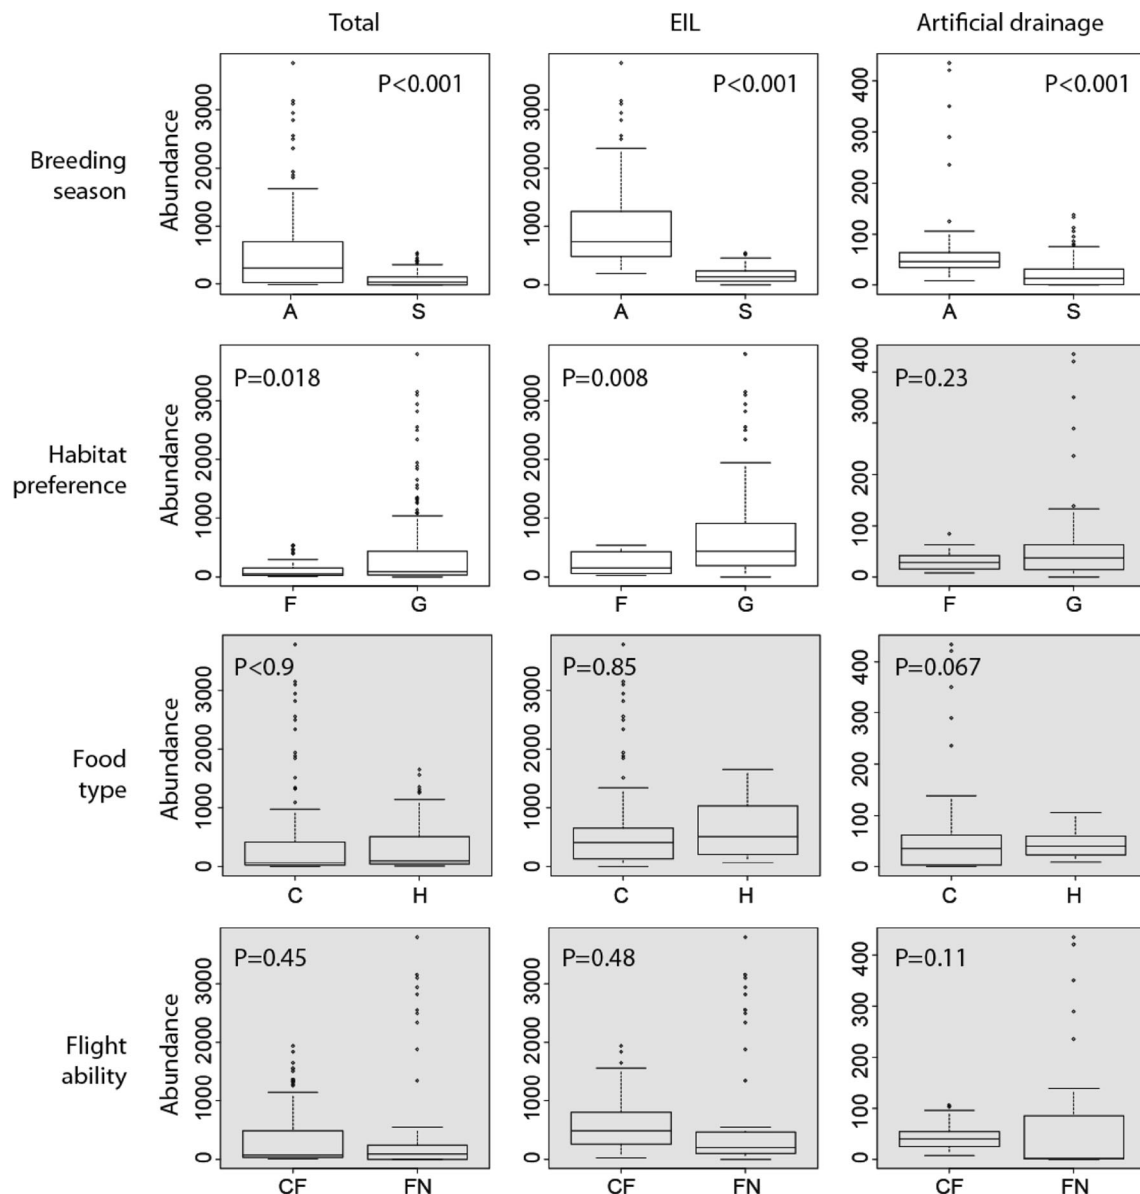 Total EIL Artificial drainage
Breeding
season
Abundance
0 1000 2000 3000
P<0.001
A S
0 1000 2000 3000
P<0.001
A S
0 100 200 300 400
P<0.001
A S
Habitat
preference
Abundance
0 1000 2000 3000
P=0.018
F G
0 1000 2000 3000
P=0.008
F G
0 100 200 300 400
P=0.23
F G
Food
type
Abundance
0 1000 2000 3000
P<0.9
C H
0 1000 2000 3000
P=0.85
C H
0 100 200 300 400
P=0.067
C H
Flight
ability
Abundance
0 1000 2000 3000
P=0.45
CF FN
0 1000 2000 3000
P=0.48
CF FN
0 100 200 300 400
P=0.11
CF FN